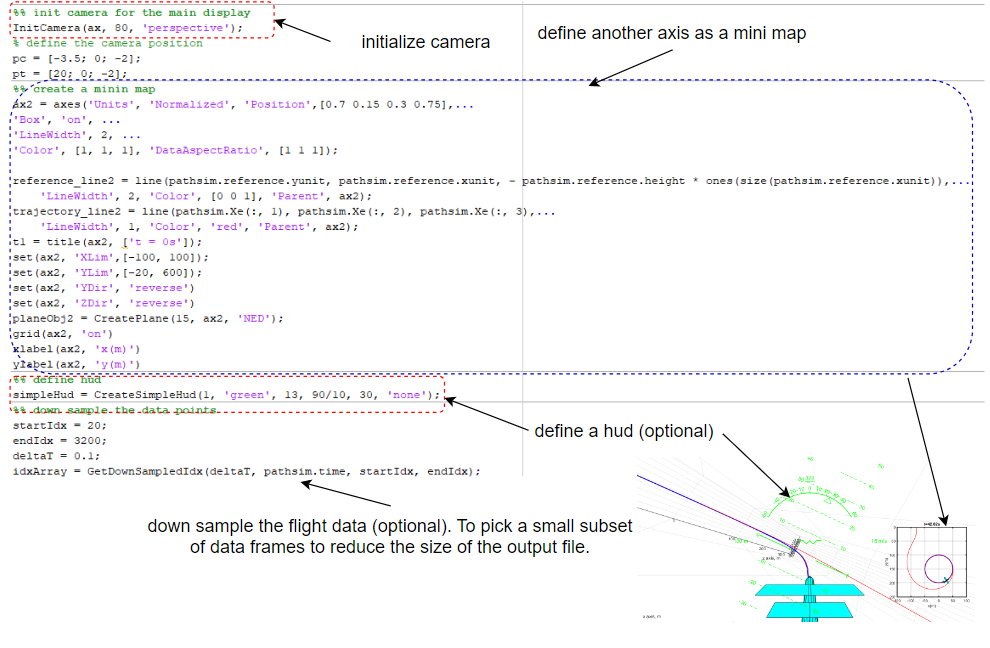 %% init camera for the main display
InitCamera(ax, 80, 'perspective');
% define the camera position
pc = [-3.5; 0; -2];
pt = [20; 0; -2];
%% create a minin map
ax2 = axes('Units', 'Normalized', 'Position',[0.7 0.15 0.3 0.75],...
'Box', 'on', ...
'LineWidth', 2, ...
'Color', [1, 1, 1], 'DataAspectRatio', [1 1 1]);
reference_line2 = line(pathsim.reference.yunit, pathsim.reference.xunit, - pathsim.reference.height * ones(size(pathsim.reference.xunit)),...
'LineWidth', 2, 'Color', [0 0 1], 'Parent', ax2);
trajectory_line2 = line(pathsim.Xe(:, 1), pathsim.Xe(:, 2), pathsim.Xe(:, 3),...
'LineWidth', 1, 'Color', 'red', 'Parent', ax2);
t1 = title(ax2, ['t = 0s']);
set(ax2, 'XLim',[-100, 100]);
set(ax2, 'YLim',[-20, 600]);
set(ax2, 'YDir', 'reverse')
set(ax2, 'ZDir', 'reverse')
planeObj2 = CreatePlane(15, ax2, 'NED');
grid(ax2, 'on')
xlabel(ax2, 'x(m)')
ylabel(ax2, 'y(m)')
%% define hud
simpleHud = CreateSimpleHud(1, 'green', 13, 90/10, 30, 'none');
%% down sample the data points
startIdx = 20;
endIdx = 3200;
deltaT = 0.1;
idxArray = GetDownSampledIdx(deltaT, pathsim.time, startIdx, endIdx);
initialize camera
define another axis as a mini map
define a hud (optional)
down sample the flight data (optional). To pick a small subset
of data frames to reduce the size of the output file.
x axis, m